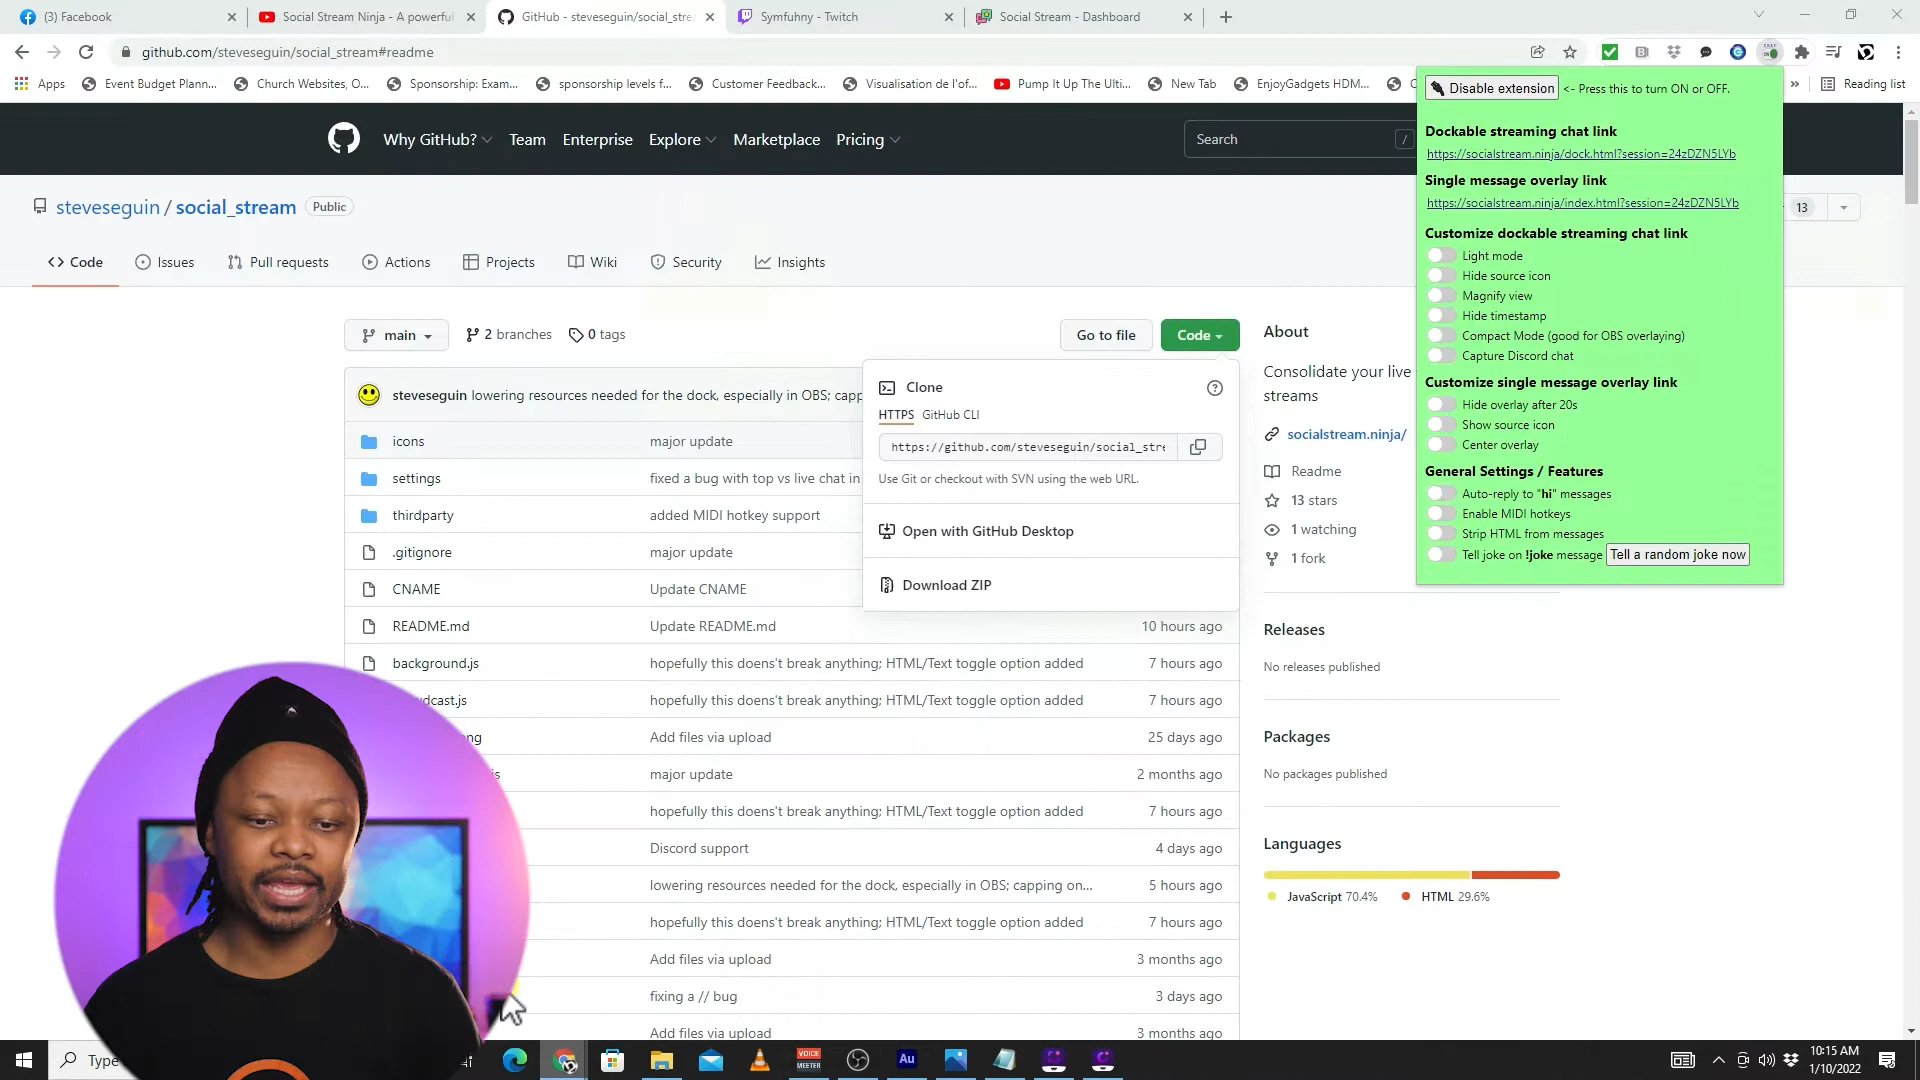 (3) Facebook
Social Stream Ninja - A powerful
GitHub - steveseguin/social_stre
Symfuhny - Twitch
Social Stream - Dashboard
github.com/steveseguin/social_stream#readme
Apps
Event Budget Plann...
Church Websites, O...
Sponsorship: Exam...
sponsorship levels f...
Customer Feedback...
Visualisation de l'of...
Pump It Up The Ulti...
New Tab
EnjoyGadgets HDM...
»
Reading list
Disable extension <- Press this to turn ON or OFF.
Dockable streaming chat link
https://socialstream.ninja/dock.html?session=24zDZN5LYb
Single message overlay link
https://socialstream.ninja/index.html?session=24zDZN5LYb
Customize dockable streaming chat link
Light mode
Hide source icon
Magnify view
Hide timestamp
Compact Mode (good for OBS overlaying)
Capture Discord chat
Customize single message overlay link
Hide overlay after 20s
Show source icon
Center overlay
General Settings / Features
Auto-reply to "hi" messages
Enable MIDI hotkeys
Strip HTML from messages
Tell joke on !joke message Tell a random joke now
Why GitHub?
Team
Enterprise
Explore
Marketplace
Pricing
Search
/
steveseguin / social_stream
Public
13
Code
Issues
Pull requests
Actions
Projects
Wiki
Security
Insights
main
2 branches
0 tags
Go to file
Code
Clone
HTTPS
GitHub CLI
https://github.com/steveseguin/social_stre
Use Git or checkout with SVN using the web URL.
Open with GitHub Desktop
Download ZIP
steveseguin lowering resources needed for the dock, especially in OBS; capp
icons major update
settings fixed a bug with top vs live chat in
thirdparty added MIDI hotkey support
.gitignore major update
CNAME Update CNAME
README.md Update README.md 10 hours ago
background.js hopefully this doens't break anything; HTML/Text toggle option added 7 hours ago
dcast.js hopefully this doens't break anything; HTML/Text toggle option added 7 hours ago
ng Add files via upload 25 days ago
s major update 2 months ago
hopefully this doens't break anything; HTML/Text toggle option added 7 hours ago
Discord support 4 days ago
lowering resources needed for the dock, especially in OBS; capping on... 5 hours ago
hopefully this doens't break anything; HTML/Text toggle option added 7 hours ago
Add files via upload 3 months ago
fixing a // bug 3 days ago
Add files via upload 3 months ago
About
Consolidate your live
streams
socialstream.ninja/
Readme
13 stars
1 watching
1 fork
Releases
No releases published
Packages
No packages published
Languages
JavaScript 70.4%
HTML 29.6%
Type
VOICE
MEETER
Au
10:15 AM
1/10/2022